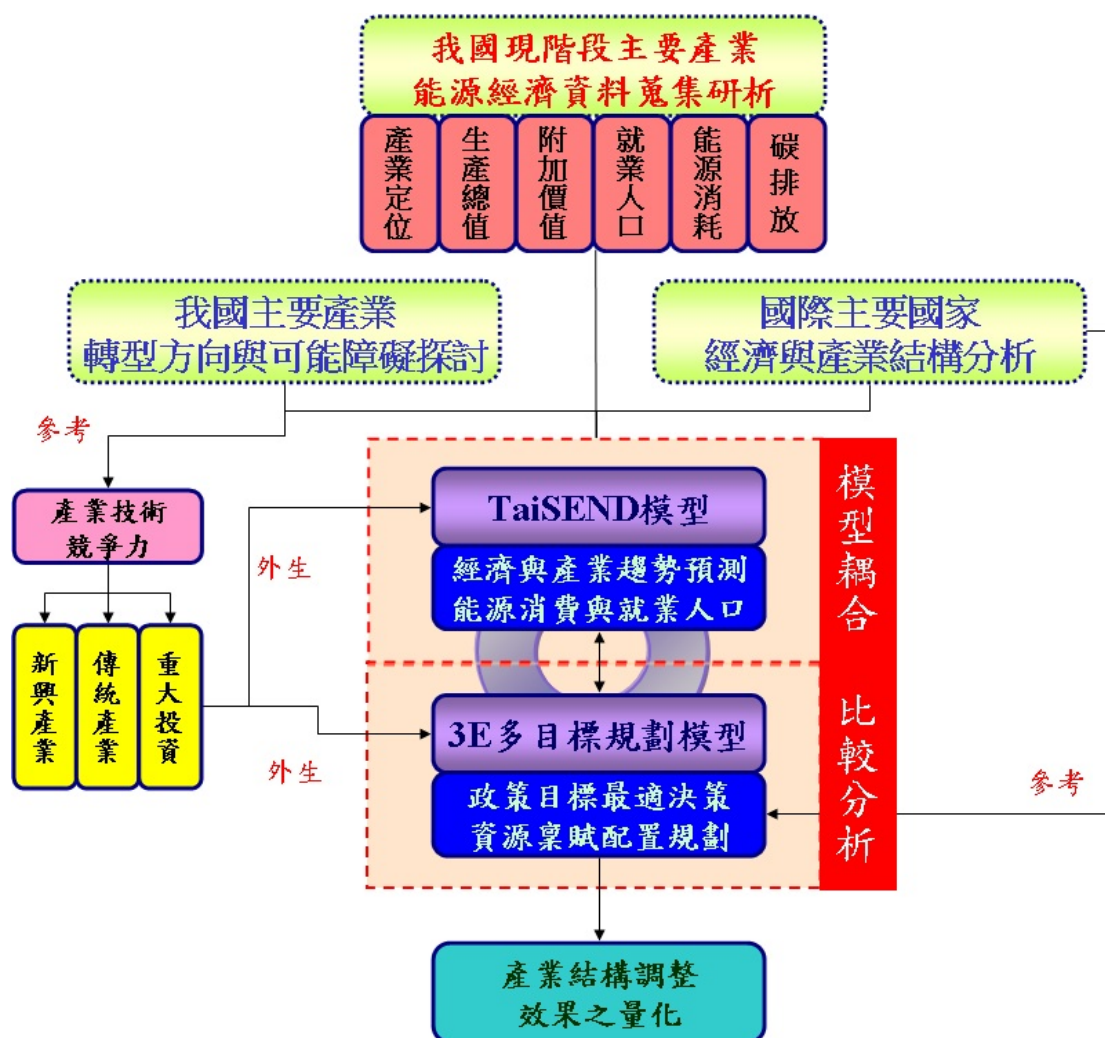 我國現階段主要產業
能源經濟資料蒐集研析
產業定位
生產總值
附加價值
就業人口
能源消耗
碳排放
我國主要產業
轉型方向與可能障礙探討
國際主要國家
經濟與產業結構分析
參考
產業技術
競爭力
新興產業
傳統產業
重大投資
外生
外生
TaiSEND模型
經濟與產業趨勢預測
能源消費與就業人口
3E多目標規劃模型
政策目標最適決策
資源稟賦配置規劃
模型耦合
比較分析
參考
產業結構調整
效果之量化